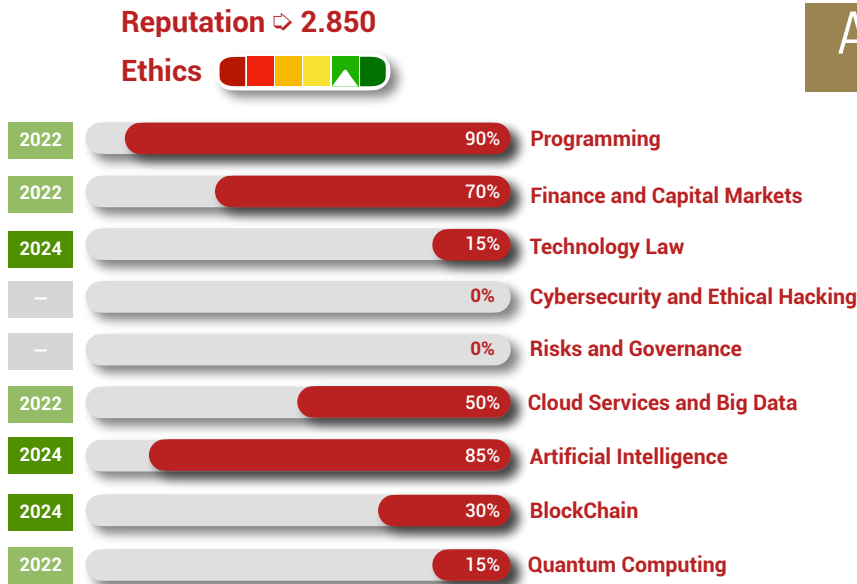 Reputation ➩ 2.850
A
Ethics
2022 90% Programming
2022 70% Finance and Capital Markets
2024 15% Technology Law
– 0% Cybersecurity and Ethical Hacking
– 0% Risks and Governance
2022 50% Cloud Services and Big Data
2024 85% Artificial Intelligence
2024 30% BlockChain
2022 15% Quantum Computing